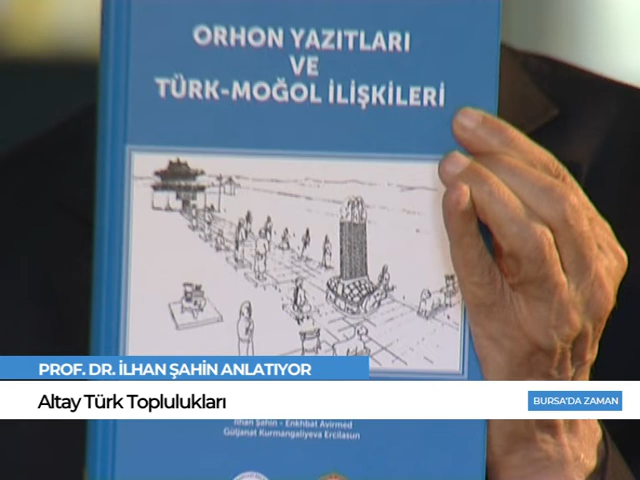 ORHON YAZITLARI
VE
TÜRK-MOĞOL İLİŞKİLERİ
PROF. DR. İLHAN ŞAHİN ANLATIYOR
Altay Türk Toplulukları
BURSA'DA ZAMAN
İlhan Şahin - Enkhbat Avirmed
Güljanat Kurmangaliyeva Ercilasun